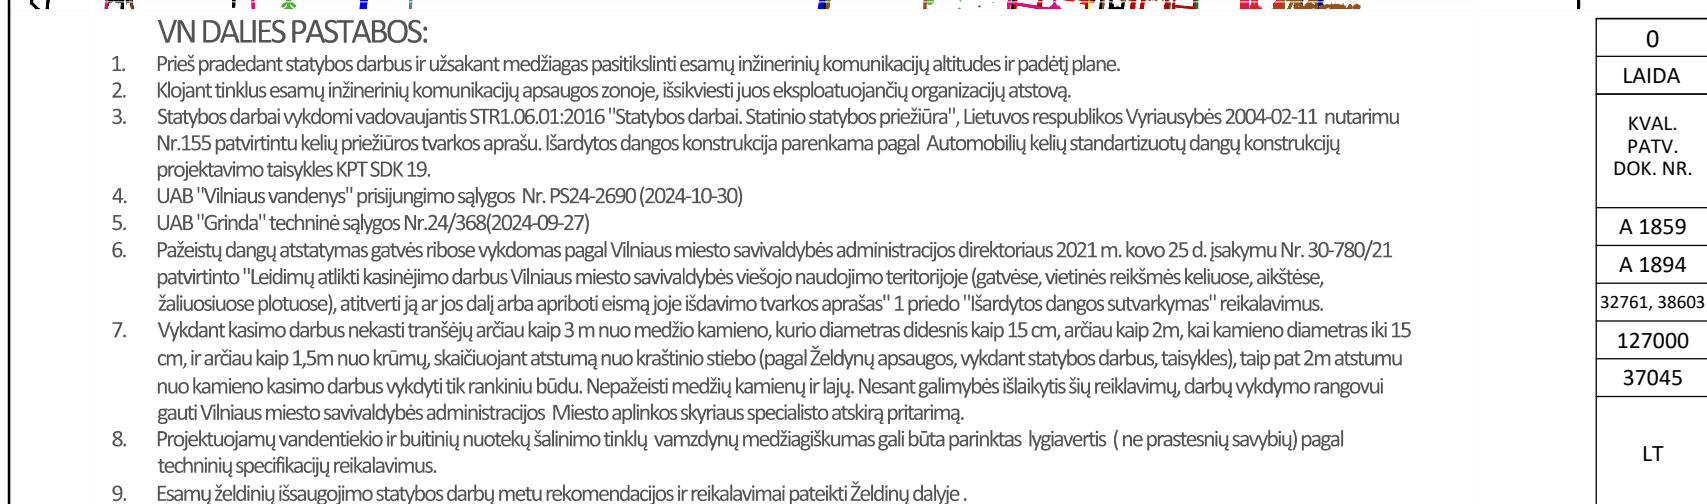 VN DALIES PASTABOS:
1. Prieš pradedant statybos darbus ir užsakant medžiagas pasitikslinti esamų inžinerinių komunikacijų altitudes ir padėtį plane.
2. Klojant tinklus esamų inžinerinių komunikacijų apsaugos zonoje, išsikviesti juos eksploatuojančių organizacijų atstovą.
3. Statybos darbai vykdomi vadovaujantis STR1.06.01:2016 "Statybos darbai. Statinio statybos priežiūra", Lietuvos respublikos Vyriausybės 2004-02-11 nutarimu
Nr.155 patvirtintu kelių priežiūros tvarkos aprašu. Išardytos dangos konstrukcija parenkama pagal Automobilių kelių standartizuotų dangų konstrukcijų
projektavimo taisykles KPT SDK 19.
4. UAB "Vilniaus vandenys" prisijungimo sąlygos Nr. PS24-2690 (2024-10-30)
5. UAB "Grinda" techninė sąlygos Nr.24/368(2024-09-27)
6. Pažeistų dangų atstatymas gatvės ribose vykdomas pagal Vilniaus miesto savivaldybės administracijos direktoriaus 2021 m. kovo 25 d. įsakymu Nr. 30-780/21
patvirtinto "Leidimų atlikti kasinėjimo darbus Vilniaus miesto savivaldybės viešojo naudojimo teritorijoje (gatvėse, vietinės reikšmės keliuose, aikštėse,
žaliuosiuose plotuose), atitverti ją ar jos dalį arba apriboti eismą joje išdavimo tvarkos aprašas" 1 priedo "Išardytos dangos sutvarkymas" reikalavimus.
7. Vykdant kasimo darbus nekasti tranšėjų arčiau kaip 3 m nuo medžio kamieno, kurio diametras didesnis kaip 15 cm, arčiau kaip 2m, kai kamieno diametras iki 15
cm, ir arčiau kaip 1,5m nuo krūmų, skaičiuojant atstumą nuo kraštinio stiebo (pagal Želdynų apsaugos, vykdant statybos darbus, taisykles), taip pat 2m atstumu
nuo kamieno kasimo darbus vykdyti tik rankiniu būdu. Nepažeisti medžių kamienų ir lajų. Nesant galimybės išlaikytis šių reiklavimų, darbų vykdymo rangovui
gauti Vilniaus miesto savivaldybės administracijos Miesto aplinkos skyriaus specialisto atskirą pritarimą.
8. Projektuojamų vandentiekio ir buitinių nuotekų šalinimo tinklų vamzdynų medžiagiškumas gali būta parinktas lygiavertis ( ne prastesnių savybių) pagal
techninių specifikacijų reikalavimus.
9. Esamų želdinių išsaugojimo statybos darbų metu rekomendacijos ir reikalavimai pateikti Želdinų dalyje .
0
LAIDA
KVAL.
PATV.
DOK. NR.
A 1859
A 1894
32761, 38603
127000
37045
LT